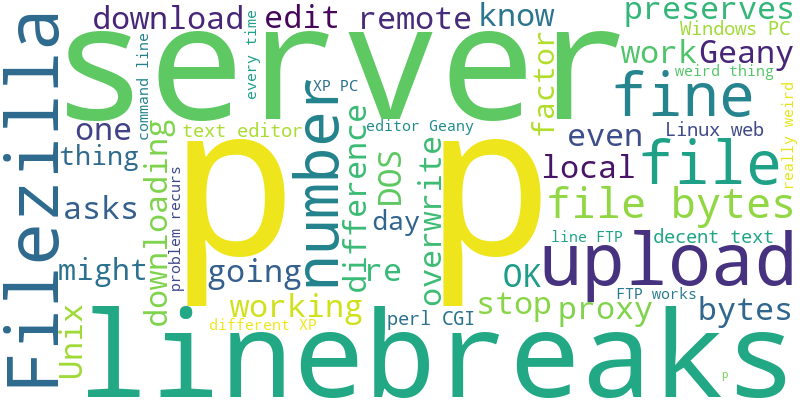 download edit remote know preserves
Windows PC
server
Filezilla
command line
every time
factor
work Geany
weird thing
fine
XP PC
one
text editor
number
editor Geany
even
Linux web
really weird
thing
downloading
difference
DOS
overwrite
local
file
problem recurs
asks
p p
day
file bytes
line FTP
decent text
might
going
re
OK
upload
FTP works
Unix
working
different XP
perl CGI
stop
proxy
bytes
linebreaks
p